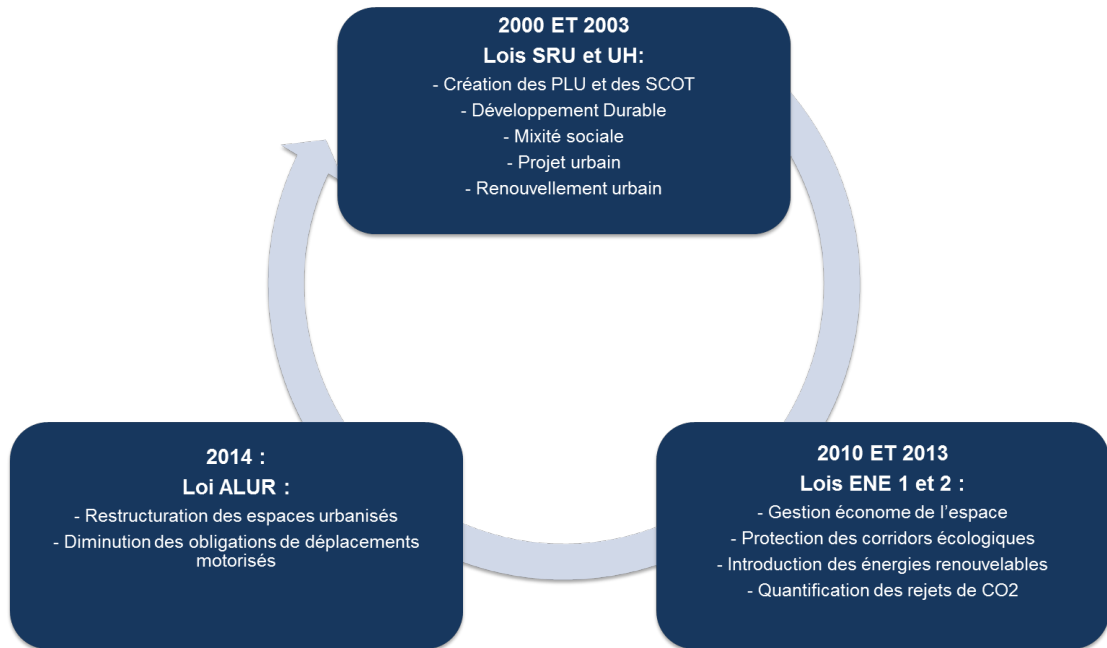 2000 ET 2003
Lois SRU et UH:
- Création des PLU et des SCOT
- Développement Durable
- Mixité sociale
- Projet urbain
- Renouvellement urbain
2014 :
Loi ALUR :
- Restructuration des espaces urbanisés
- Diminution des obligations de déplacements
motorisés
2010 ET 2013
Lois ENE 1 et 2 :
- Gestion économe de l’espace
- Protection des corridors écologiques
- Introduction des énergies renouvelables
- Quantification des rejets de CO2